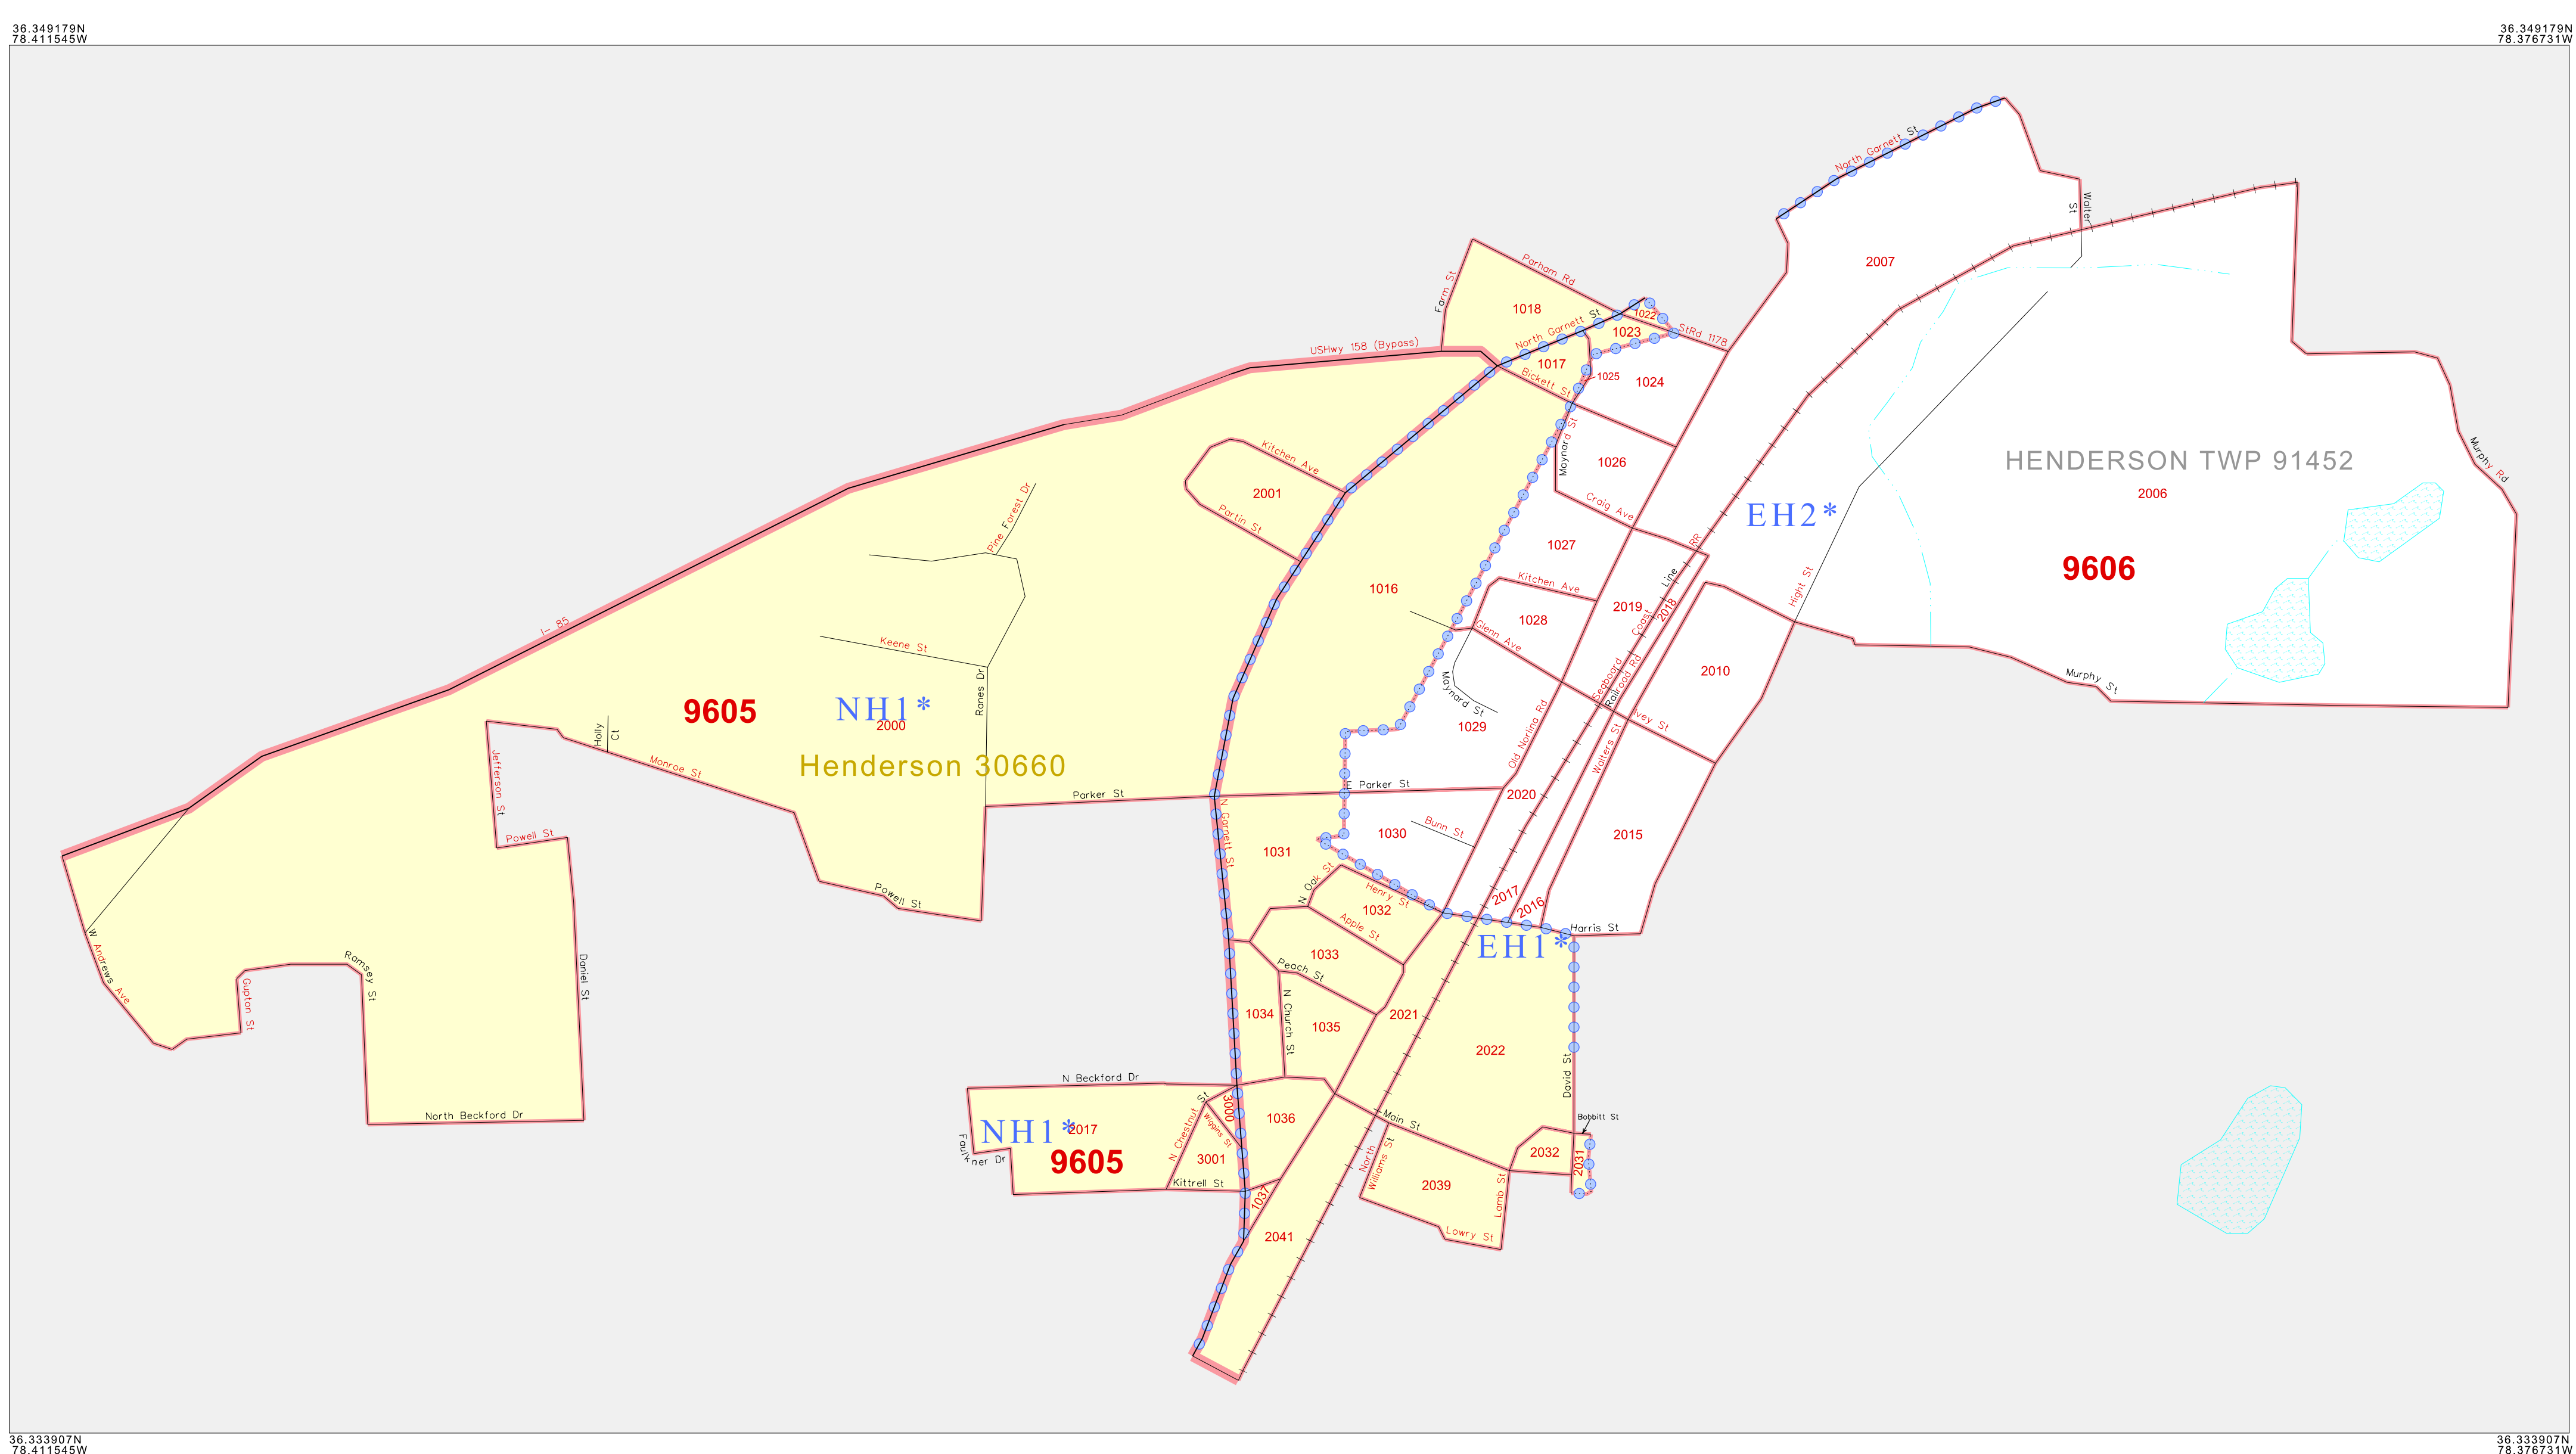 36.349179N
78.411545W
36.349179N
78.376731W
North Garnett St
Walter St
2007
Parham Rd
Farm St
1018
1022
North Garnett St
1023
StRd 1178
USHwy 158 (Bypass)
1017
Bickett St
1025
1024
Maynard St
1026
Kitchen Ave
2001
Partin St
Pine Forest Dr
Craig Ave
HENDERSON TWP 91452
2006
Murphy Rd
EH2*
9606
1027
Seaboard Coast Line RR
1016
Kitchen Ave
1028
2019
2018
Hight St
I- 85
Keene St
Glenn Ave
Maynard St
2010
Railroad Rd
Murphy St
Ranes Dr
9605
NH1*
2000
Henderson 30660
Holly Ct
Monroe St
Jefferson St
Powell St
1029
Old Norlina Rd
Ivey St
Walters St
Parker St
E Parker St
2020
N Garnett St
Bunn St
1030
2015
1031
Powell St
N Oak St
Henry St
1032
2017
2016
Apple St
Harris St
EH1*
W Andrews Ave
Gupton St
Ramsey St
Daniel St
1033
Peach St
N Church St
1034
1035
2021
2022
David St
North Beckford Dr
N Beckford Dr
N Chestnut St
3000
Wiggins St
1036
Main St
Bobbitt St
NH1*
2017
Faulkner Dr
9605
3001
Kittrell St
North Williams St
2032
2031
2039
Lamb St
1037
Lowry St
2041
36.333907N
78.411545W
36.333907N
78.376731W